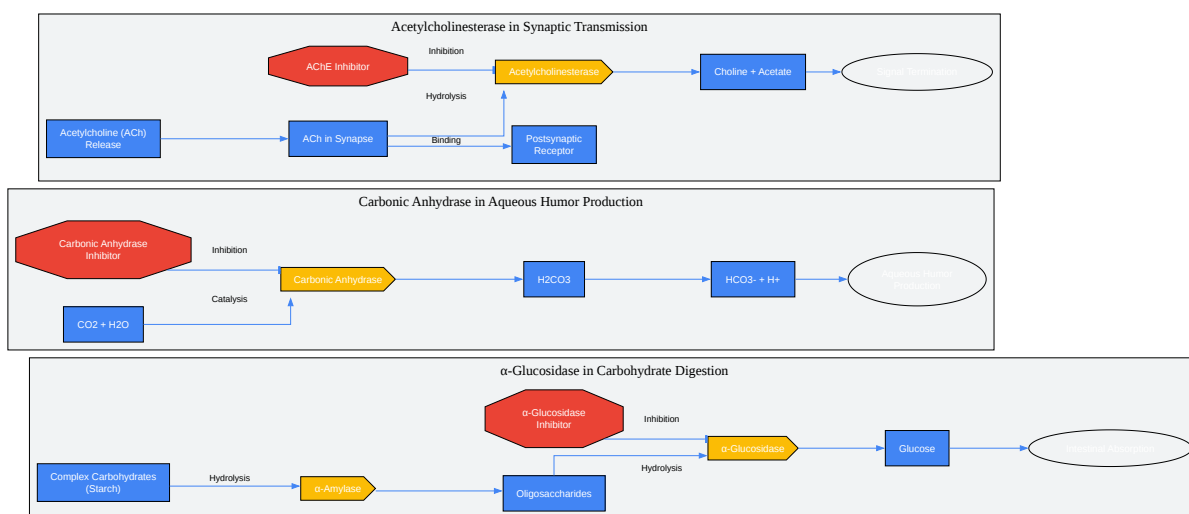 Acetylcholinesterase in Synaptic Transmission
AChE Inhibitor
Inhibition
Acetylcholinesterase
Choline + Acetate
Signal Termination
Hydrolysis
Acetylcholine (ACh)
Release
ACh in Synapse
Binding
Postsynaptic
Receptor
Carbonic Anhydrase in Aqueous Humor Production
Carbonic Anhydrase
Inhibitor
Inhibition
Carbonic Anhydrase
H2CO3
HCO3- + H+
Aqueous Humor
Production
Catalysis
CO2 + H2O
α-Glucosidase in Carbohydrate Digestion
α-Glucosidase
Inhibitor
Inhibition
α-Glucosidase
Glucose
Intestinal Absorption
Hydrolysis
Complex Carbohydrates
(Starch)
Hydrolysis
α-Amylase
Oligosaccharides